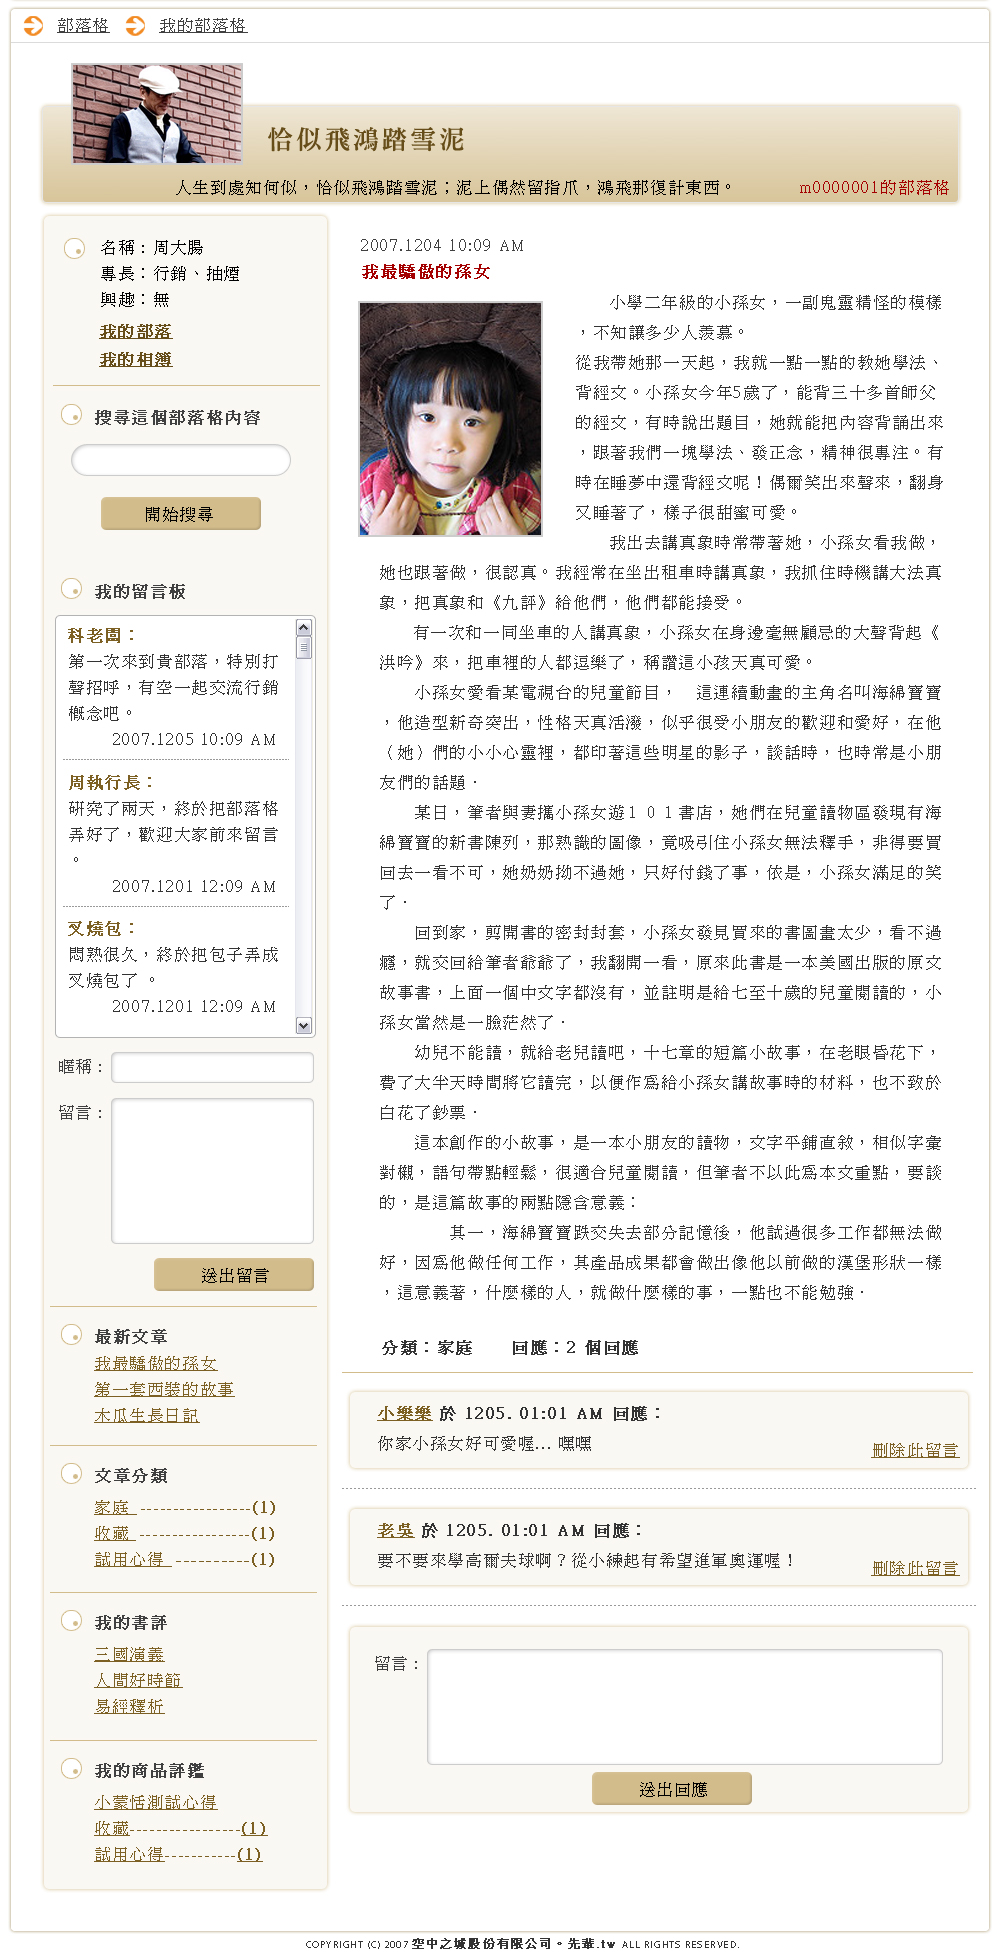 部落格 我的部落格
恰似飛鴻踏雪泥
人生到處知何似，恰似飛鴻踏雪泥；泥上偶然留指爪，鴻飛那復計東西。 m0000001的部落格
名稱：周大腸
專長：行銷、抽煙
興趣：無
我的部落
我的相簿
搜尋這個部落格內容
開始搜尋
我的留言板
科老闆：
第一次來到貴部落，特別打
聲招呼，有空一起交流行銷
概念吧。
2007.1205 10:09 AM
周執行長：
研究了兩天，終於把部落格
弄好了，歡迎大家前來留言
。
2007.1201 12:09 AM
叉燒包：
悶熟很久，終於把包子弄成
叉燒包了 。
2007.1201 12:09 AM
暱稱：
留言：
送出留言
最新文章
我最驕傲的孫女
第一套西裝的故事
木瓜生長日記
文章分類
家庭 -----------------(1)
收藏 -----------------(1)
試用心得 -----------(1)
我的書評
三國演義
人間好時節
易經釋析
我的商品評鑑
小蒙恬測試心得
收藏-----------------(1)
試用心得-----------(1)
2007.1204 10:09 AM
我最驕傲的孫女
小學二年級的小孫女，一副鬼靈精怪的模樣
，不知讓多少人羨慕。
從我帶她那一天起，我就一點一點的教她學法、
背經文。小孫女今年5歲了，能背三十多首師父
的經文，有時說出題目，她就能把內容背誦出來
，跟著我們一塊學法、發正念，精神很專注。有
時在睡夢中還背經文呢！偶爾笑出來聲來，翻身
又睡著了，樣子很甜蜜可愛。
我出去講真象時常帶著她，小孫女看我做，
她也跟著做，很認真。我經常在坐出租車時講真象，我抓住時機講大法真
象，把真象和《九評》給他們，他們都能接受。
有一次和一同坐車的人講真象，小孫女在身邊毫無顧忌的大聲背起《
洪吟》來，把車裡的人都逗樂了，稱讚這小孩天真可愛。
小孫女愛看某電視台的兒童節目， 這連續動畫的主角名叫海綿寶寶
，他造型新奇突出，性格天真活潑，似乎很受小朋友的歡迎和愛好，在他
（她）們的小小心靈裡，都印著這些明星的影子，談話時，也時常是小朋
友們的話題．
某日，筆者與妻攜小孫女遊１０１書店，她們在兒童讀物區發現有海
綿寶寶的新書陳列，那熟識的圖像，竟吸引住小孫女無法釋手，非得要買
回去一看不可，她奶奶拗不過她，只好付錢了事，依是，小孫女滿足的笑
了．
回到家，剪開書的密封封套，小孫女發見買來的書圖畫太少，看不過
癮，就交回給筆者爺爺了，我翻開一看，原來此書是一本美國出版的原文
故事書，上面一個中文字都沒有，並註明是給七至十歲的兒童閱讀的，小
孫女當然是一臉茫然了．
幼兒不能讀，就給老兒讀吧，十七章的短篇小故事，在老眼昏花下，
費了大半天時間將它讀完，以便作為給小孫女講故事時的材料，也不致於
白花了鈔票．
這本創作的小故事，是一本小朋友的讀物，文字平鋪直敘，相似字彙
對襯，語句帶點輕鬆，很適合兒童閱讀，但筆者不以此為本文重點，要談
的，是這篇故事的兩點隱含意義：
其一，海綿寶寶跌交失去部分記憶後，他試過很多工作都無法做
好，因為他做任何工作，其產品成果都會做出像他以前做的漢堡形狀一樣
，這意義著，什麼樣的人，就做什麼樣的事，一點也不能勉強．
分類：家庭 回應：2 個回應
小樂樂 於 1205. 01:01 AM 回應：
你家小孫女好可愛喔... 嘿嘿
刪除此留言
老吳 於 1205. 01:01 AM 回應：
要不要來學高爾夫球啊？從小練起有希望進軍奧運喔！
刪除此留言
留言：
送出回應
COPYRIGHT (C) 2007 空中之城股份有限公司。先輩.tw ALL RIGHTS RESERVED.